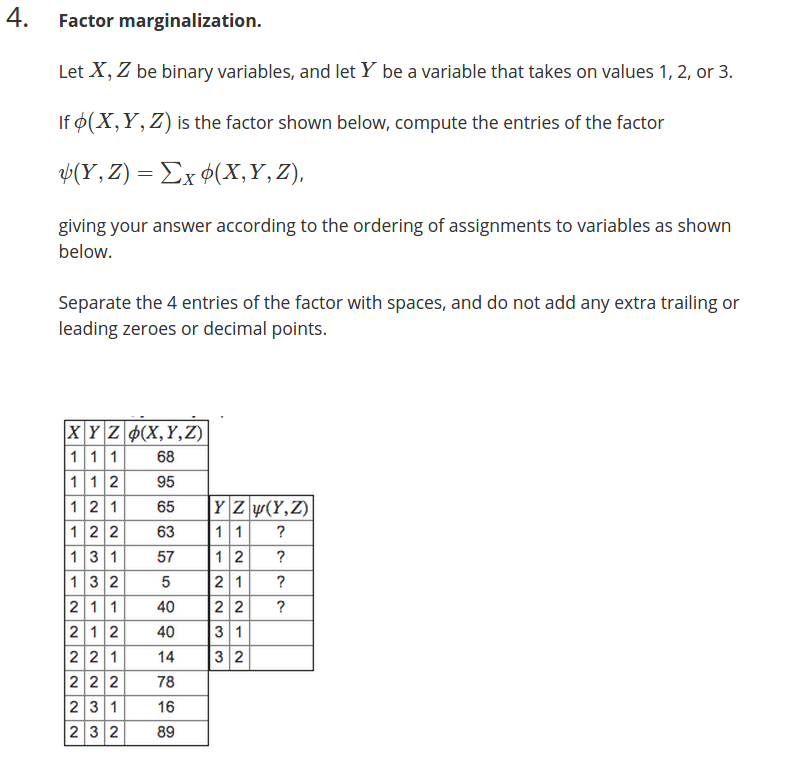 4. Factor marginalization.
Let X, Z be binary variables, and let Y be a variable that takes on values 1, 2, or 3.
If ϕ(X, Y, Z) is the factor shown below, compute the entries of the factor
ψ(Y, Z) = ∑X ϕ(X, Y, Z),
giving your answer according to the ordering of assignments to variables as shown
below.
Separate the 4 entries of the factor with spaces, and do not add any extra trailing or
leading zeroes or decimal points.
X Y Z ϕ(X,Y,Z)
1 1 1 68
1 1 2 95
1 2 1 65
1 2 2 63
1 3 1 57
1 3 2 5
2 1 1 40
2 1 2 40
2 2 1 14
2 2 2 78
2 3 1 16
2 3 2 89
Y Z ψ(Y,Z)
1 1 ?
1 2 ?
2 1 ?
2 2 ?
3 1
3 2